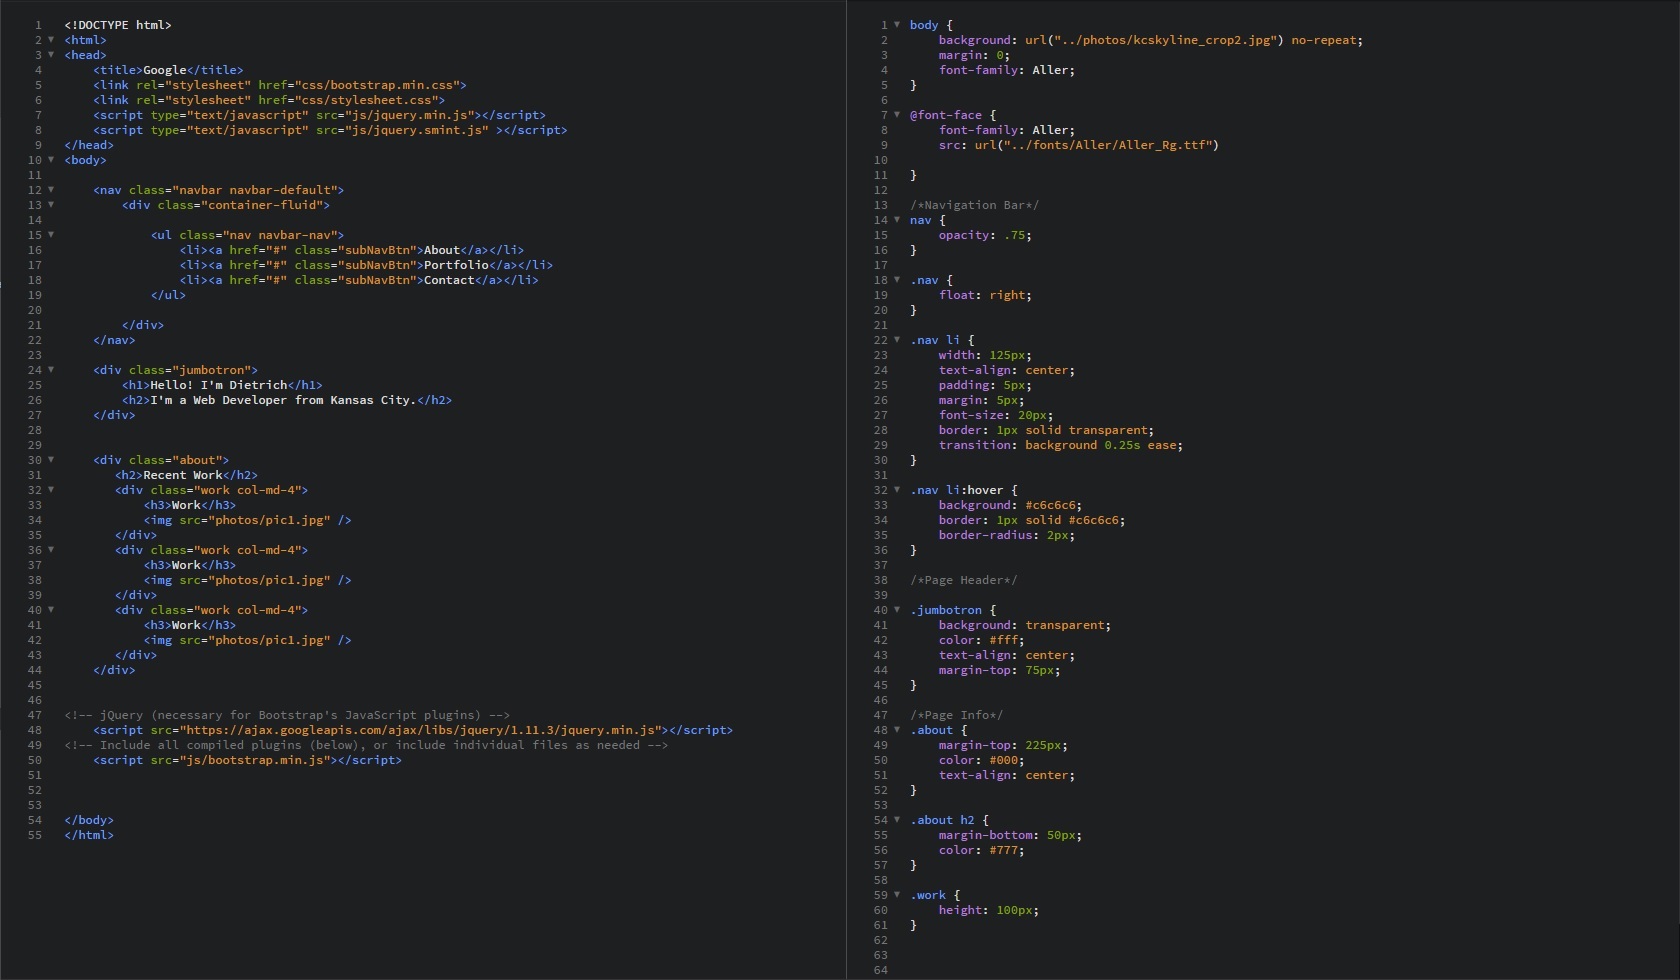 1 <!DOCTYPE html>
2 <html>
3 <head>
4 <title>Google</title>
5 <link rel="stylesheet" href="css/bootstrap.min.css">
6 <link rel="stylesheet" href="css/stylesheet.css">
7 <script type="text/javascript" src="js/jquery.min.js"></script>
8 <script type="text/javascript" src="js/jquery.smint.js" ></script>
9 </head>
10 <body>
11
12 <nav class="navbar navbar-default">
13 <div class="container-fluid">
14
15 <ul class="nav navbar-nav">
16 <li><a href="#" class="subNavBtn">About</a></li>
17 <li><a href="#" class="subNavBtn">Portfolio</a></li>
18 <li><a href="#" class="subNavBtn">Contact</a></li>
19 </ul>
20
21 </div>
22 </nav>
23
24 <div class="jumbotron">
25 <h1>Hello! I'm Dietrich</h1>
26 <h2>I'm a Web Developer from Kansas City.</h2>
27 </div>
28
29
30 <div class="about">
31 <h2>Recent Work</h2>
32 <div class="work col-md-4">
33 <h3>Work</h3>
34 <img src="photos/pic1.jpg" />
35 </div>
36 <div class="work col-md-4">
37 <h3>Work</h3>
38 <img src="photos/pic1.jpg" />
39 </div>
40 <div class="work col-md-4">
41 <h3>Work</h3>
42 <img src="photos/pic1.jpg" />
43 </div>
44 </div>
45
46
47 <!-- jQuery (necessary for Bootstrap's JavaScript plugins) -->
48 <script src="https://ajax.googleapis.com/ajax/libs/jquery/1.11.3/jquery.min.js"></script>
49 <!-- Include all compiled plugins (below), or include individual files as needed -->
50 <script src="js/bootstrap.min.js"></script>
51
52
53
54 </body>
55 </html>
1 body {
2 background: url("../photos/kcskyline_crop2.jpg") no-repeat;
3 margin: 0;
4 font-family: Aller;
5 }
6
7 @font-face {
8 font-family: Aller;
9 src: url("../fonts/Aller/Aller_Rg.ttf")
10
11 }
12
13 /*Navigation Bar*/
14 nav {
15 opacity: .75;
16 }
17
18 .nav {
19 float: right;
20 }
21
22 .nav li {
23 width: 125px;
24 text-align: center;
25 padding: 5px;
26 margin: 5px;
27 font-size: 20px;
28 border: 1px solid transparent;
29 transition: background 0.25s ease;
30 }
31
32 .nav li:hover {
33 background: #c6c6c6;
34 border: 1px solid #c6c6c6;
35 border-radius: 2px;
36 }
37
38 /*Page Header*/
39
40 .jumbotron {
41 background: transparent;
42 color: #fff;
43 text-align: center;
44 margin-top: 75px;
45 }
46
47 /*Page Info*/
48 .about {
49 margin-top: 225px;
50 color: #000;
51 text-align: center;
52 }
53
54 .about h2 {
55 margin-bottom: 50px;
56 color: #777;
57 }
58
59 .work {
60 height: 100px;
61 }
62
63
64